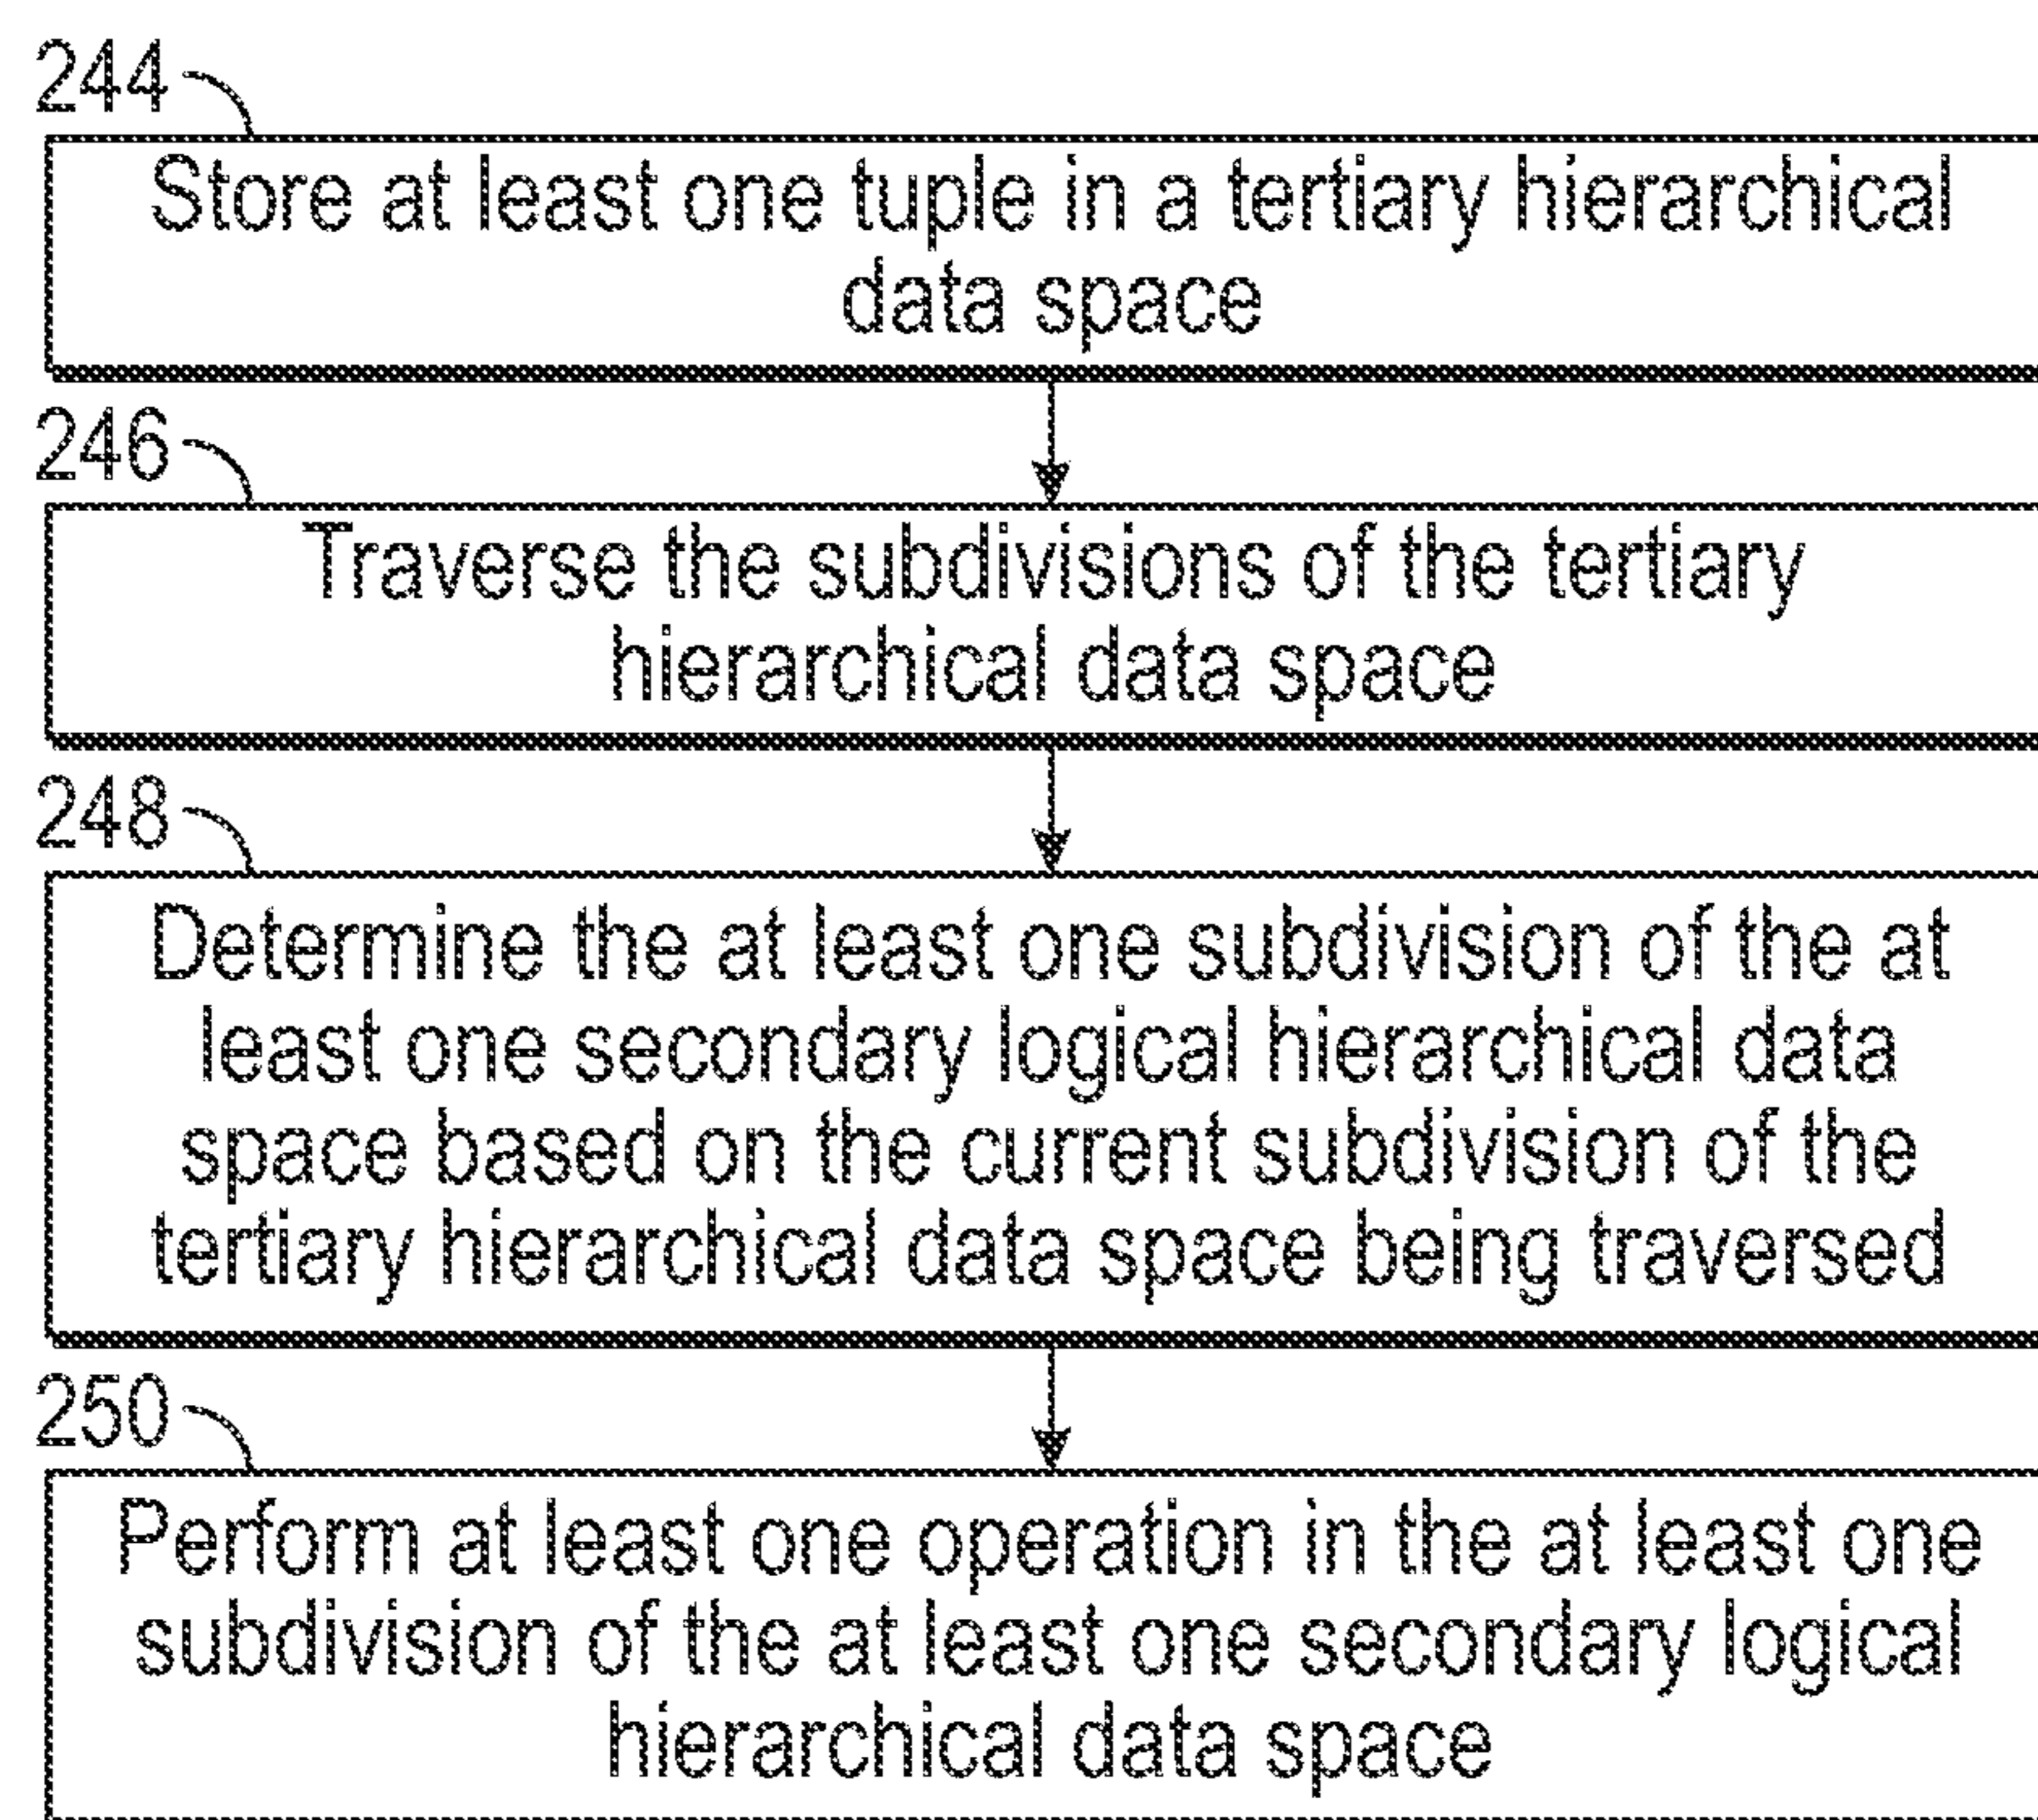 244
Store at least one tuple in a tertiary hierarchical
data space
246
Traverse the subdivisions of the tertiary
hierarchical data space
248
Determine the at least one subdivision of the at
least one secondary logical hierarchical data
space based on the current subdivision of the
tertiary hierarchical data space being traversed
250
Perform at least one operation in the at least one
subdivision of the at least one secondary logical
hierarchical data space